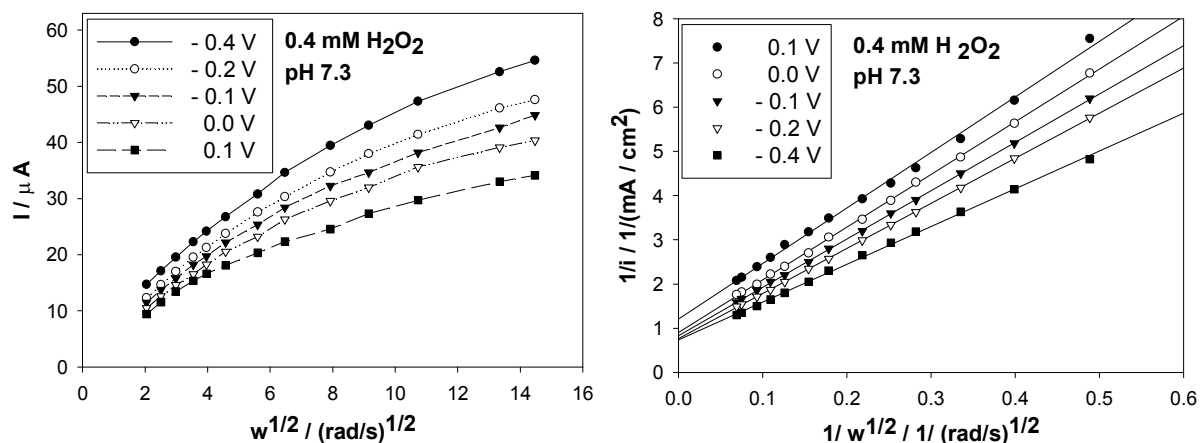 60
50
40
30
20
10
0
I / μ A
- 0.4 V
- 0.2 V
- 0.1 V
0.0 V
0.1 V
0.4 mM H2O2
pH 7.3
0 2 4 6 8 10 12 14 16
w1/2 / (rad/s)1/2
8
7
6
5
4
3
2
1
0
1/i / 1/(mA / cm2)
0.1 V
0.0 V
- 0.1 V
- 0.2 V
- 0.4 V
0.4 mM H 2O2
pH 7.3
0.0 0.1 0.2 0.3 0.4 0.5 0.6
1/ w1/2 / 1/ (rad/s)1/2